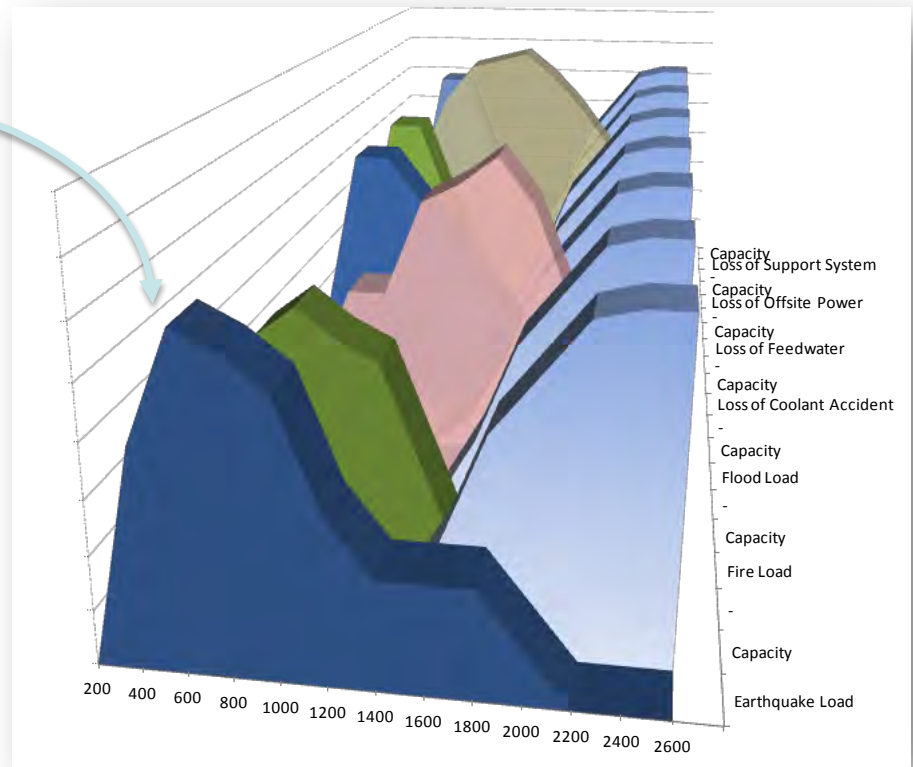 Capacity
Loss of Support System
-
Capacity
Loss of Offsite Power
-
Capacity
Loss of Feedwater
-
Capacity
Loss of Coolant Accident
-
Capacity
Flood Load
-
Capacity
Fire Load
-
Capacity
Earthquake Load
200 400 600 800 1000 1200 1400 1600 1800 2000 2200 2400 2600